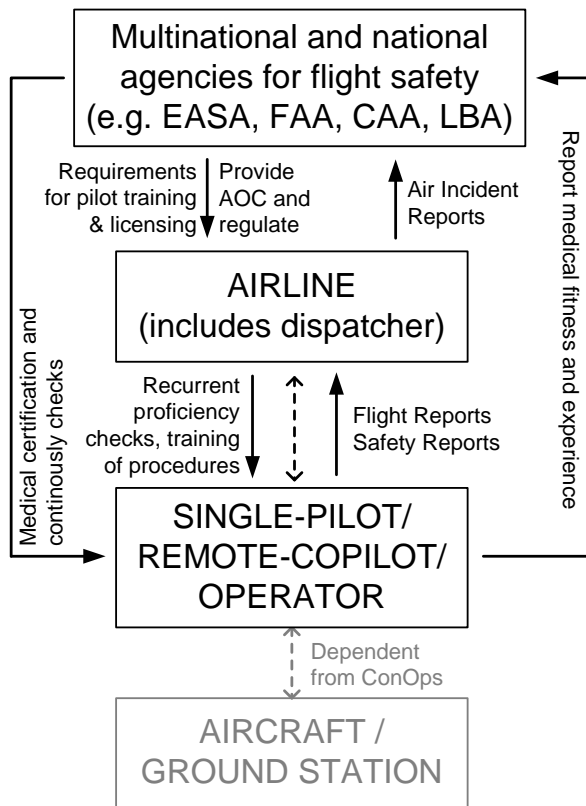 Multinational and national
agencies for flight safety
(e.g. EASA, FAA, CAA, LBA)
Requirements
for pilot training
& licensing
Provide
AOC and
regulate
Air Incident
Reports
AIRLINE
(includes dispatcher)
Recurrent
proficiency
checks, training
of procedures
Flight Reports
Safety Reports
Medical certification and
continously checks
Report medical fitness and experience
SINGLE-PILOT/
REMOTE-COPILOT/
OPERATOR
Dependent
from ConOps
AIRCRAFT /
GROUND STATION